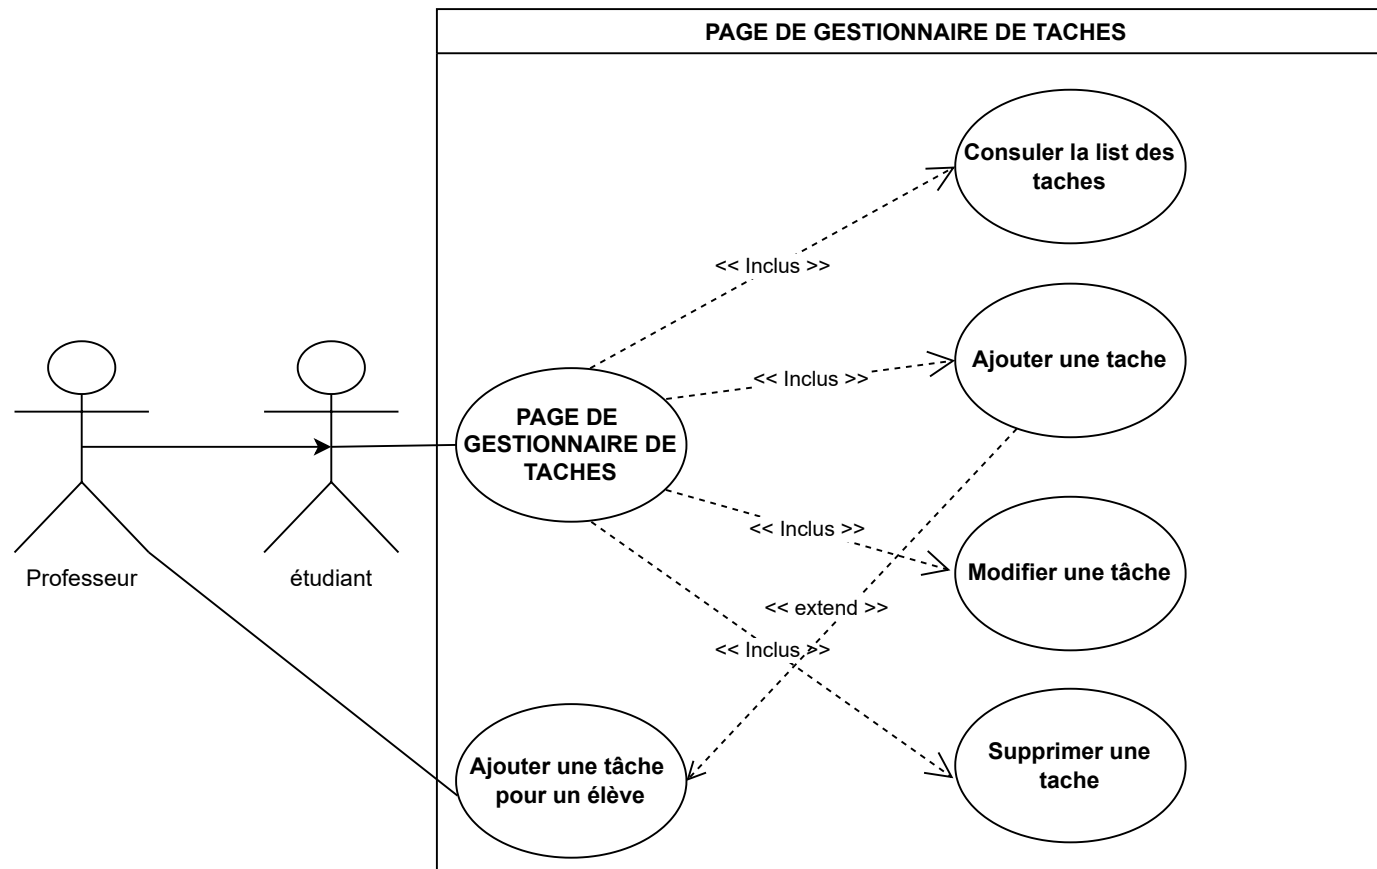 PAGE DE GESTIONNAIRE DE TACHES
Consuler la list des
taches
<< Inclus >>
Ajouter une tache
<< Inclus >>
PAGE DE
GESTIONNAIRE DE
TACHES
<< Inclus >>
Modifier une tâche
Professeur
étudiant
<< extend >>
<< Inclus >>
Supprimer une
tache
Ajouter une tâche
pour un élève